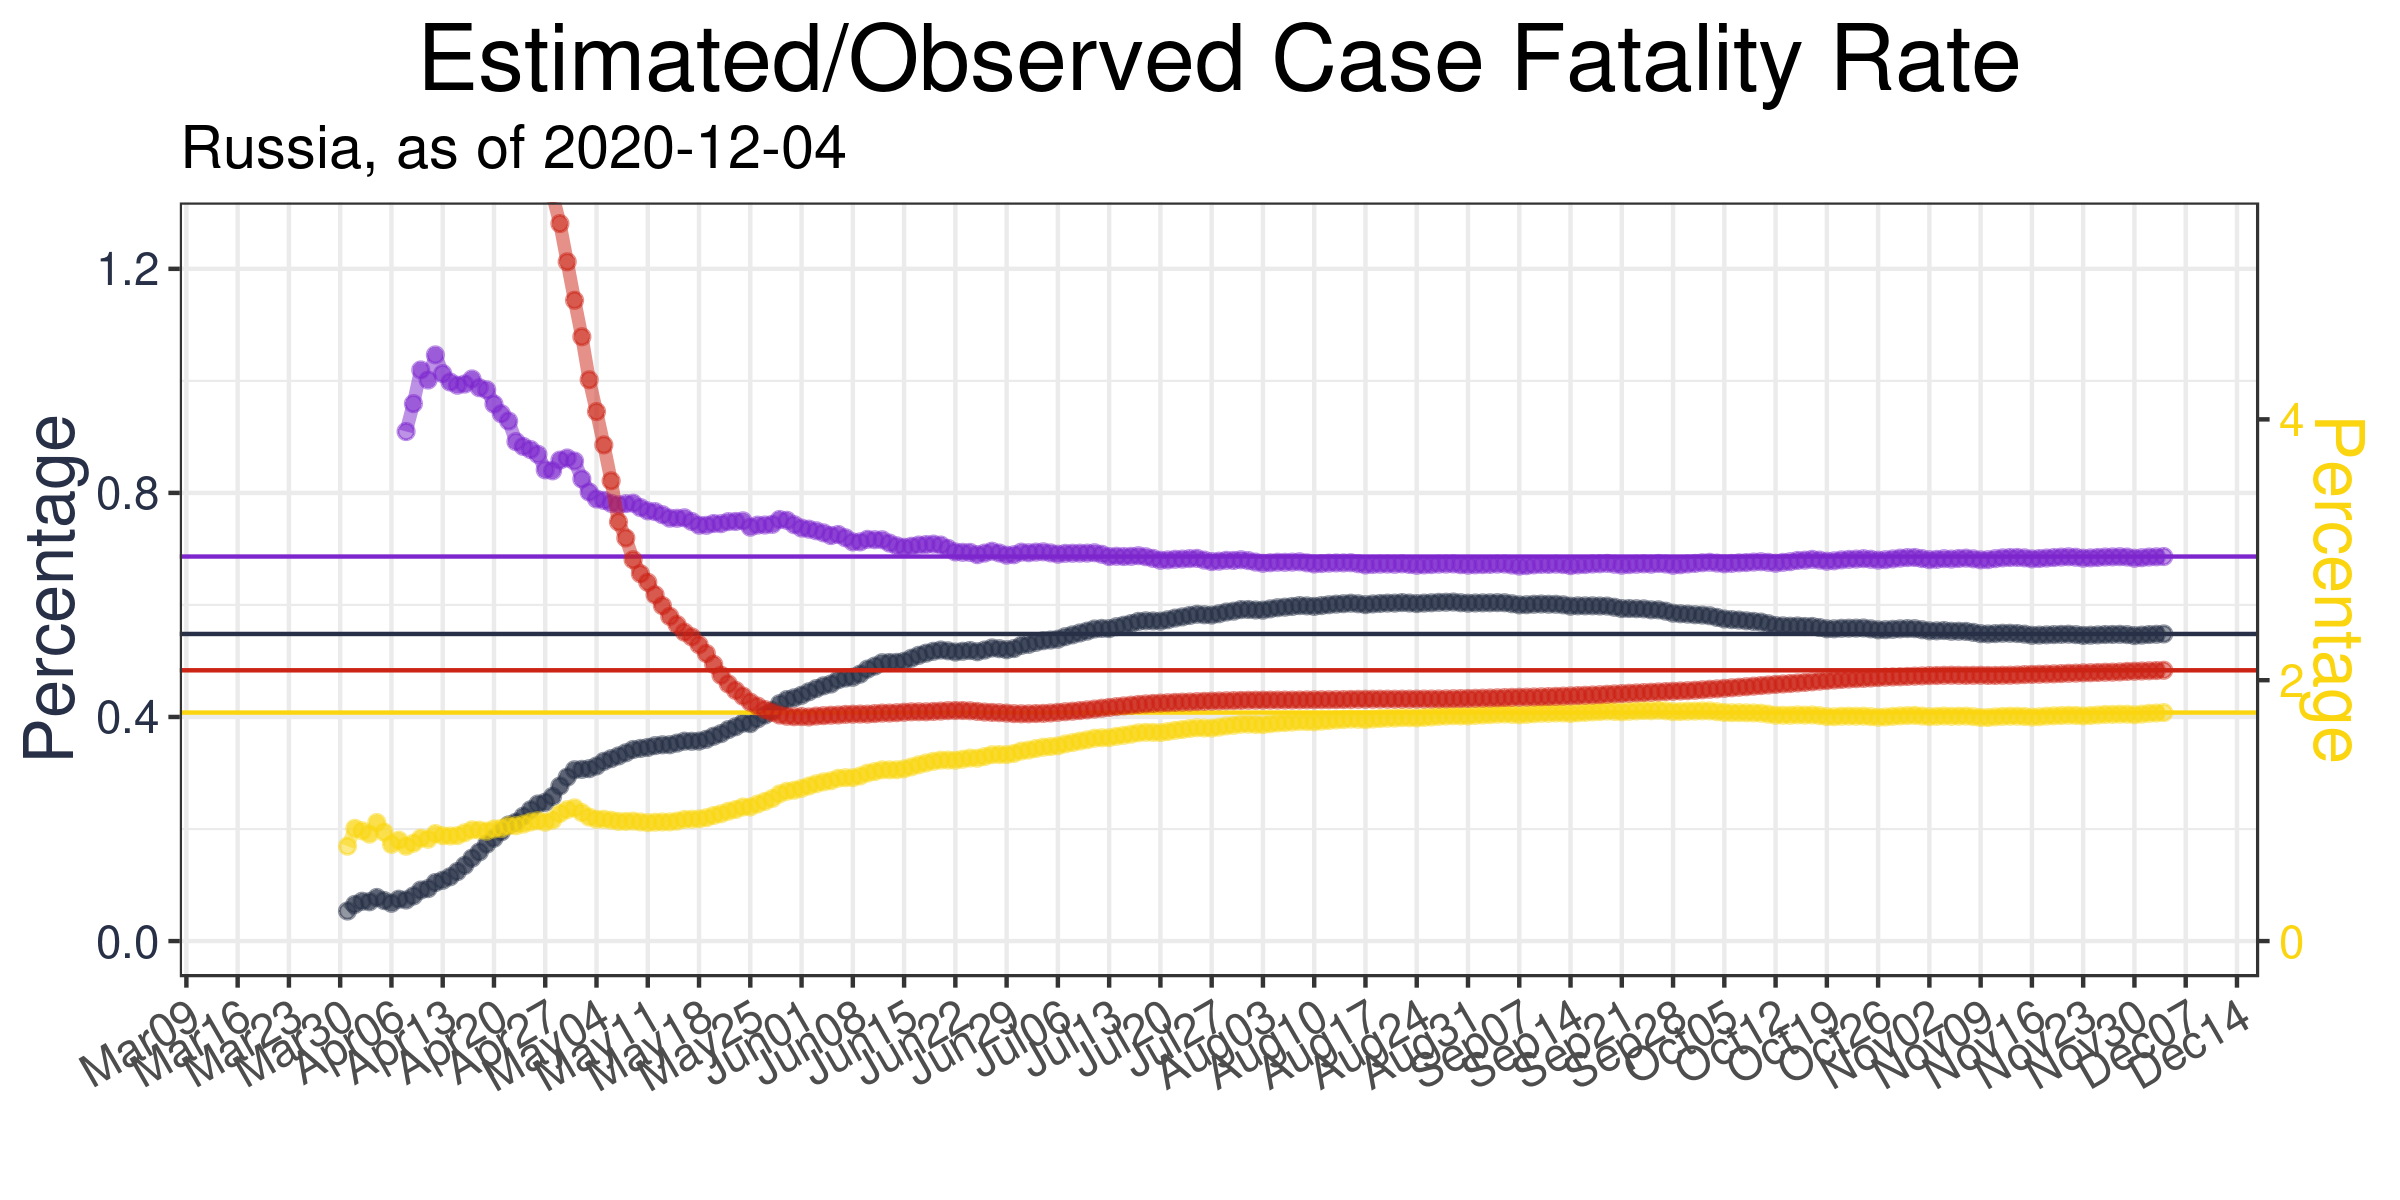 Estimated/Observed Case Fatality Rate
Russia, as of 2020-12-04
Percentage
1.2
0.8
0.4
0.0
4
2
0
Percentage
Mar09
Mar16
Mar23
Mar30
Apr06
Apr13
Apr20
Apr27
May04
May11
May18
May25
Jun01
Jun08
Jun15
Jun22
Jun29
Jul06
Jul13
Jul20
Jul27
Aug03
Aug10
Aug17
Aug24
Aug31
Sep07
Sep14
Sep21
Sep28
Oct05
Oct12
Oct19
Oct26
Nov02
Nov09
Nov16
Nov23
Nov30
Dec07
Dec14